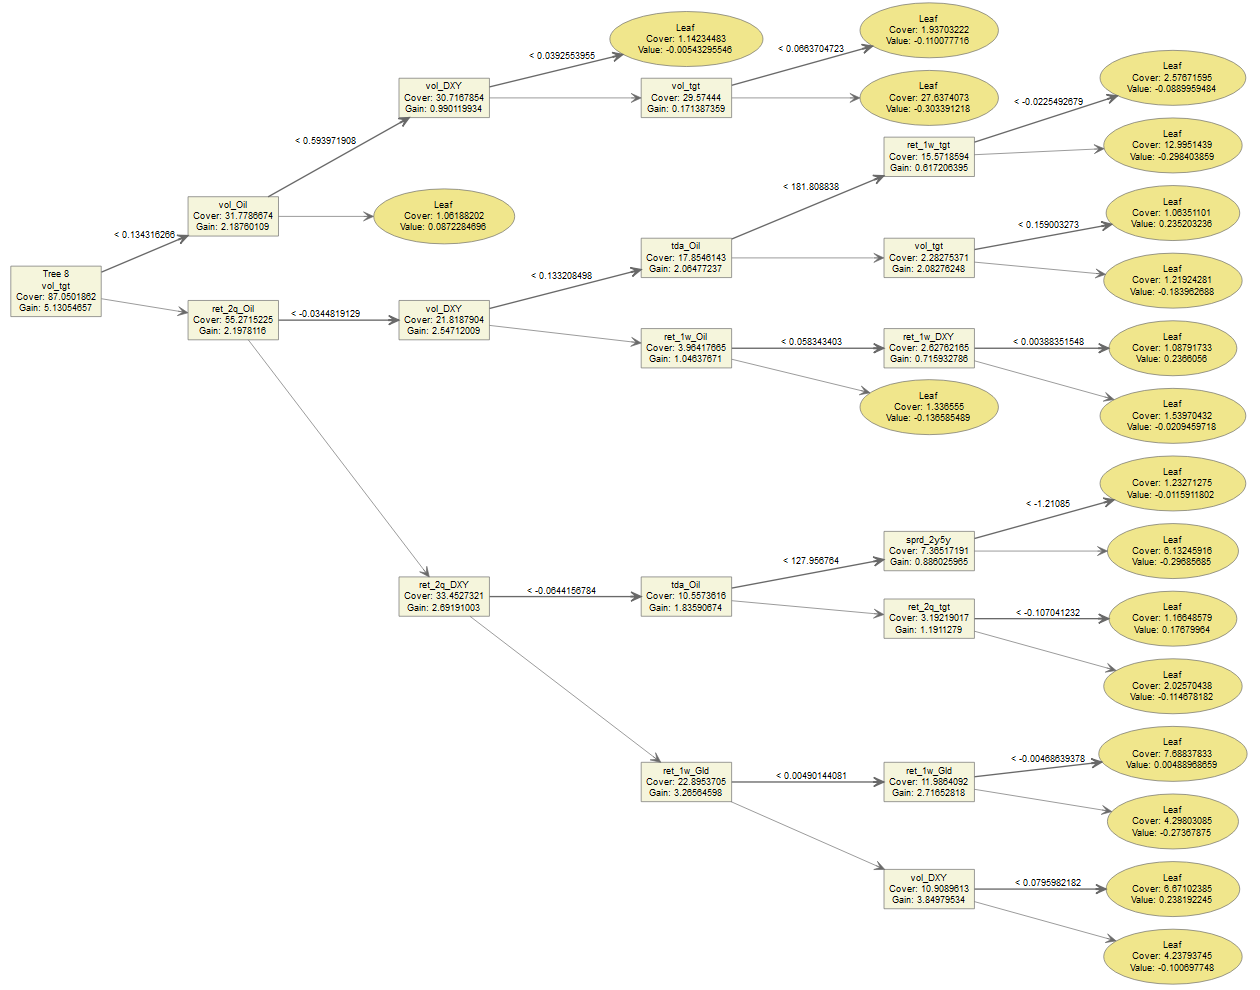 Tree 8
vol_tgt
Cover: 87.0501862
Gain: 5.13054657
< 0.134316266
vol_Oil
Cover: 31.7786674
Gain: 2.18760109
ret_2q_Oil
Cover: 55.2715225
Gain: 2.1978116
< 0.593971908
vol_DXY
Cover: 30.7167854
Gain: 0.990119934
Leaf
Cover: 1.06188202
Value: 0.0872284696
< -0.0344819129
vol_DXY
Cover: 21.8187904
Gain: 2.54712009
ret_2q_DXY
Cover: 33.4527321
Gain: 2.69191003
< 0.0392553955
Leaf
Cover: 1.14234483
Value: -0.00543295546
vol_tgt
Cover: 29.57444
Gain: 0.171387359
< 0.133208498
tda_Oil
Cover: 17.8546143
Gain: 2.06477237
ret_1w_Oil
Cover: 3.96417665
Gain: 1.04637671
< -0.0644156784
tda_Oil
Cover: 10.5573616
Gain: 1.83590674
ret_1w_Gld
Cover: 22.8953705
Gain: 3.26564598
< 0.0663704723
Leaf
Cover: 1.93703222
Value: -0.110077716
Leaf
Cover: 27.6374073
Value: -0.303391218
< 181.808838
ret_1w_tgt
Cover: 15.5718594
Gain: 0.617206395
vol_tgt
Cover: 2.28275371
Gain: 2.08276248
< 0.058343403
ret_1w_DXY
Cover: 2.62762165
Gain: 0.715932786
Leaf
Cover: 1.336555
Value: -0.136585489
< 127.956764
sprd_2y5y
Cover: 7.36517191
Gain: 0.886025965
ret_2q_tgt
Cover: 3.19219017
Gain: 1.1911279
< 0.00490144081
ret_1w_Gld
Cover: 11.9864092
Gain: 2.71652818
vol_DXY
Cover: 10.9089613
Gain: 3.84979534
< -0.0225492679
Leaf
Cover: 2.57671595
Value: -0.0889959484
Leaf
Cover: 12.9951439
Value: -0.298403859
< 0.159003273
Leaf
Cover: 1.06351101
Value: 0.235203236
Leaf
Cover: 1.21924281
Value: -0.183962688
< 0.00388351548
Leaf
Cover: 1.08791733
Value: 0.2366056
Leaf
Cover: 1.53970432
Value: -0.0209459718
< -1.21085
Leaf
Cover: 1.23271275
Value: -0.0115911802
Leaf
Cover: 6.13245916
Value: -0.29685685
< -0.107041232
Leaf
Cover: 1.16648579
Value: 0.17679964
Leaf
Cover: 2.02570438
Value: -0.114678182
< -0.00468639378
Leaf
Cover: 7.68837833
Value: 0.00488968659
Leaf
Cover: 4.29803085
Value: -0.27367875
< 0.0795982182
Leaf
Cover: 6.67102385
Value: 0.238192245
Leaf
Cover: 4.23793745
Value: -0.100697748